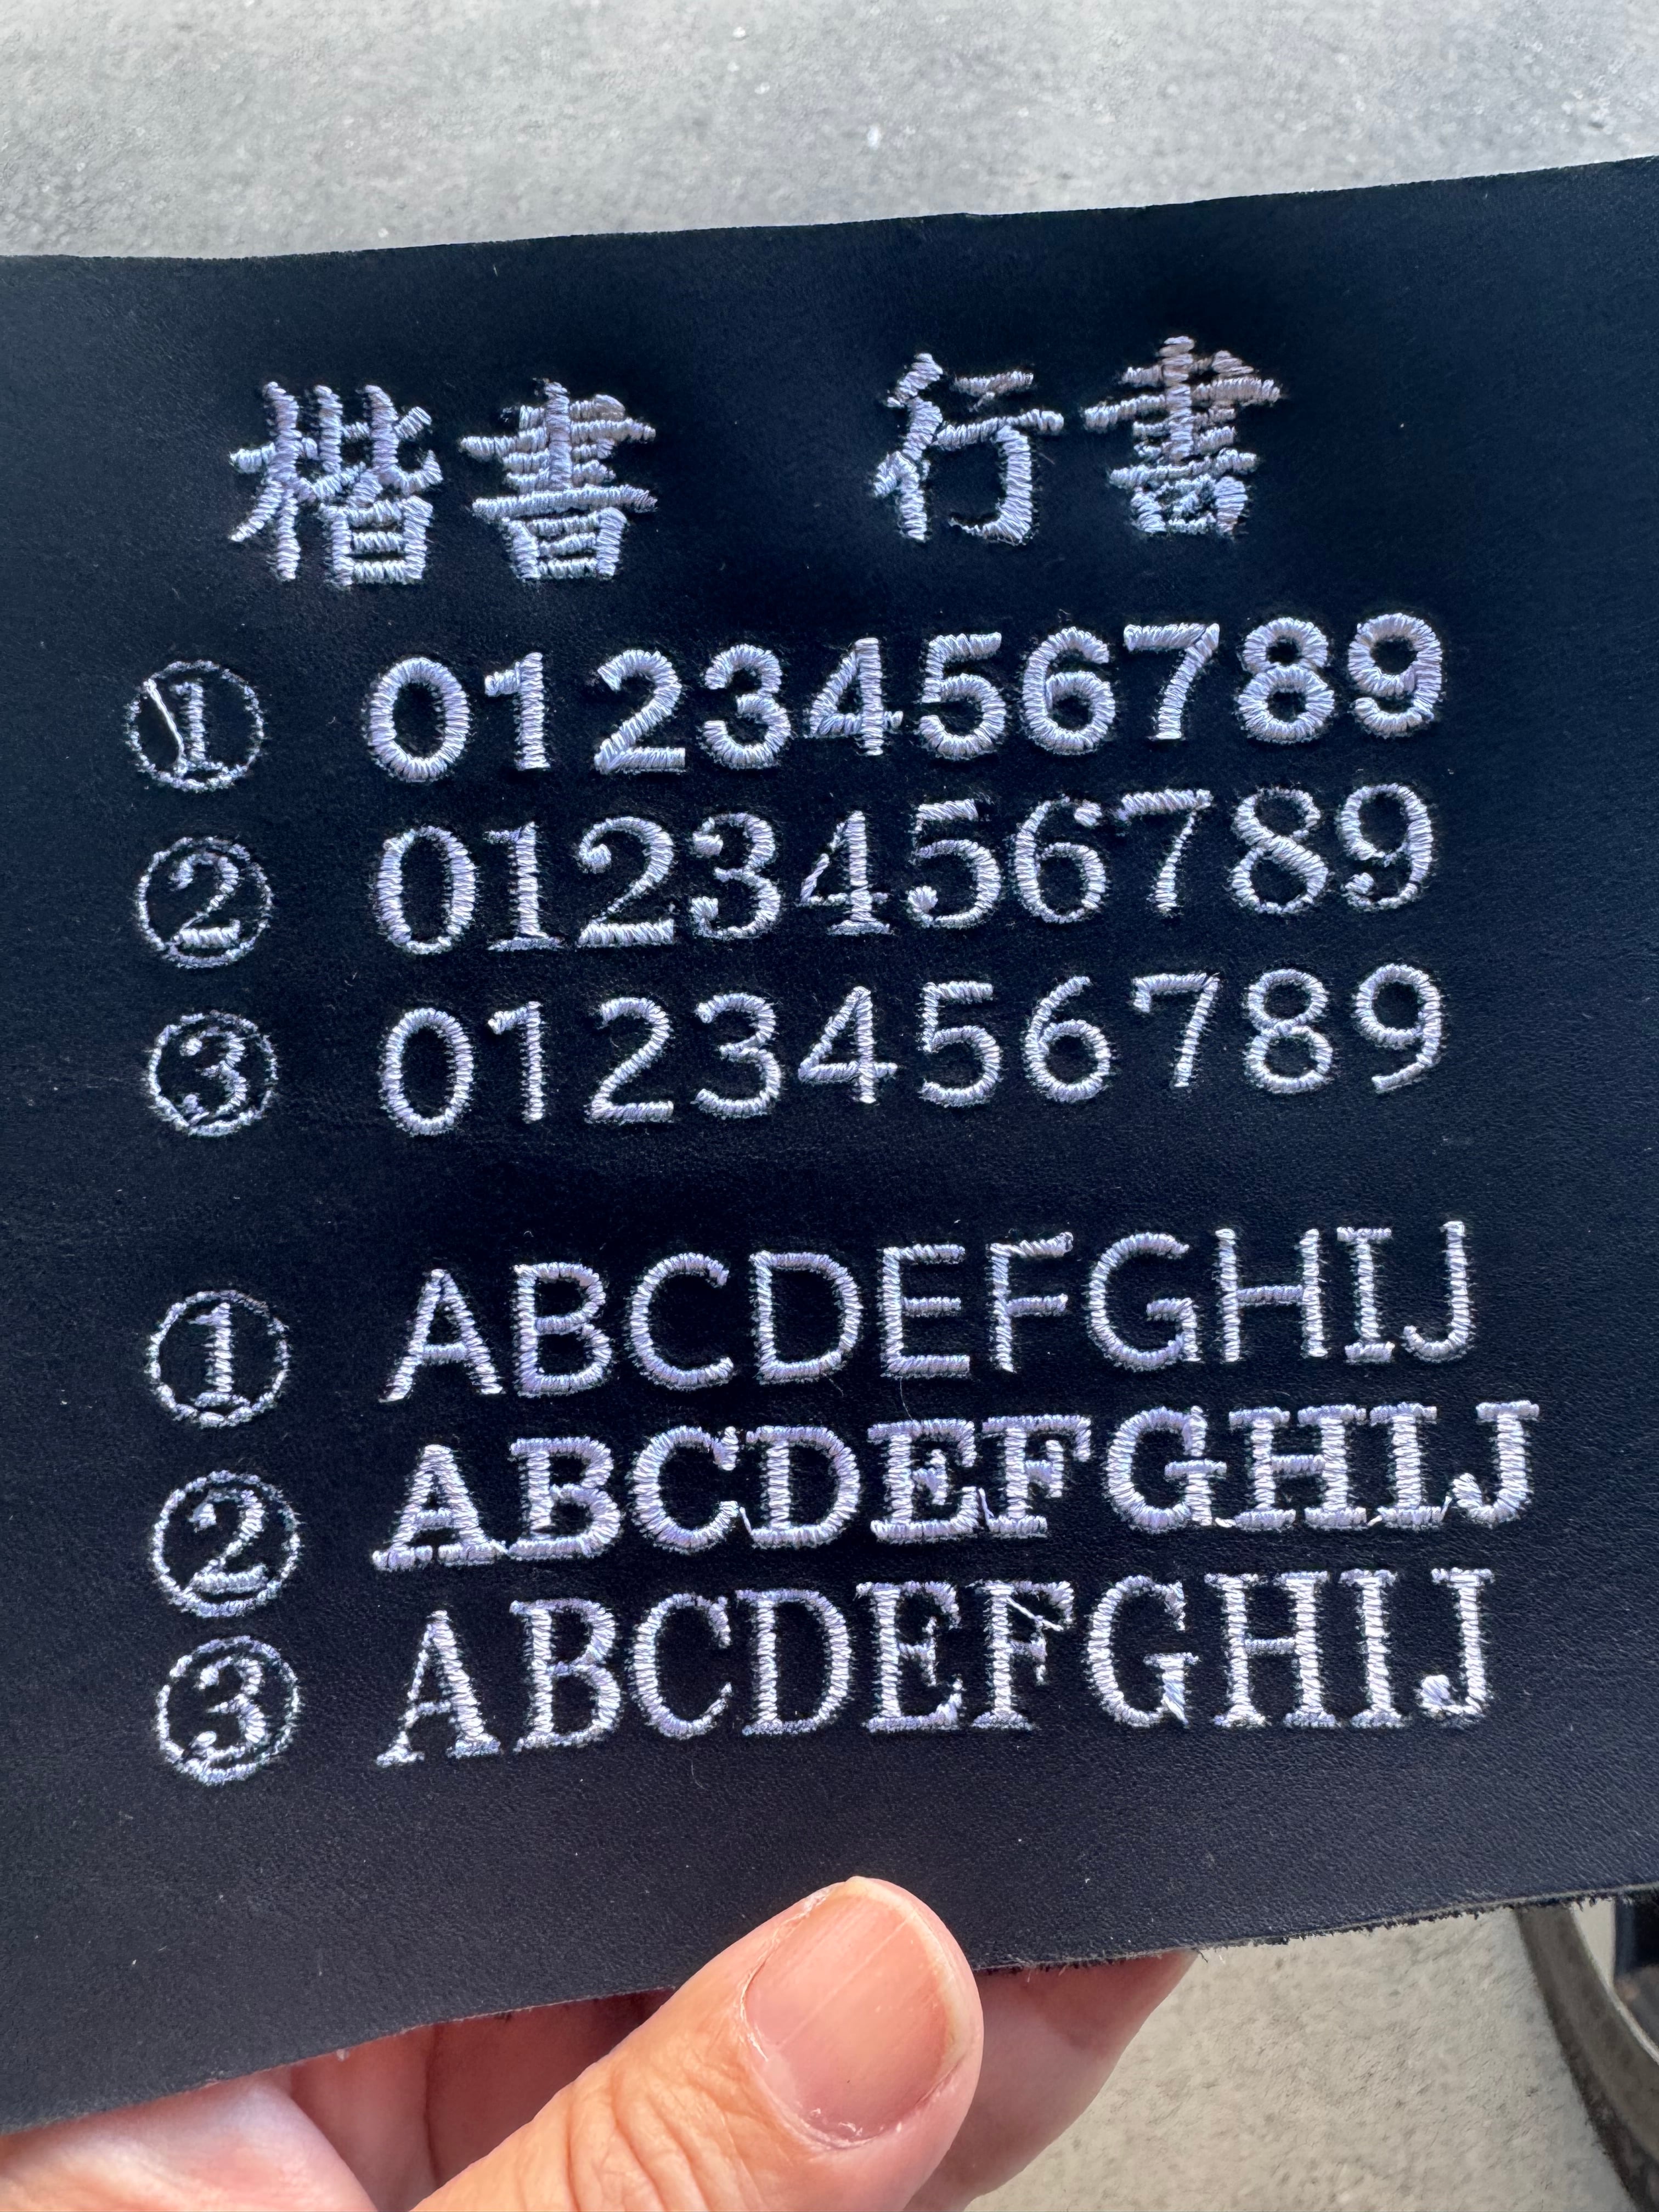 楷書 行書
① 0123456789
② 0123456789
③ 0123456789
① ABCDEFGHIJ
② ABCDEFGHIJ
③ ABCDEFGHIJ